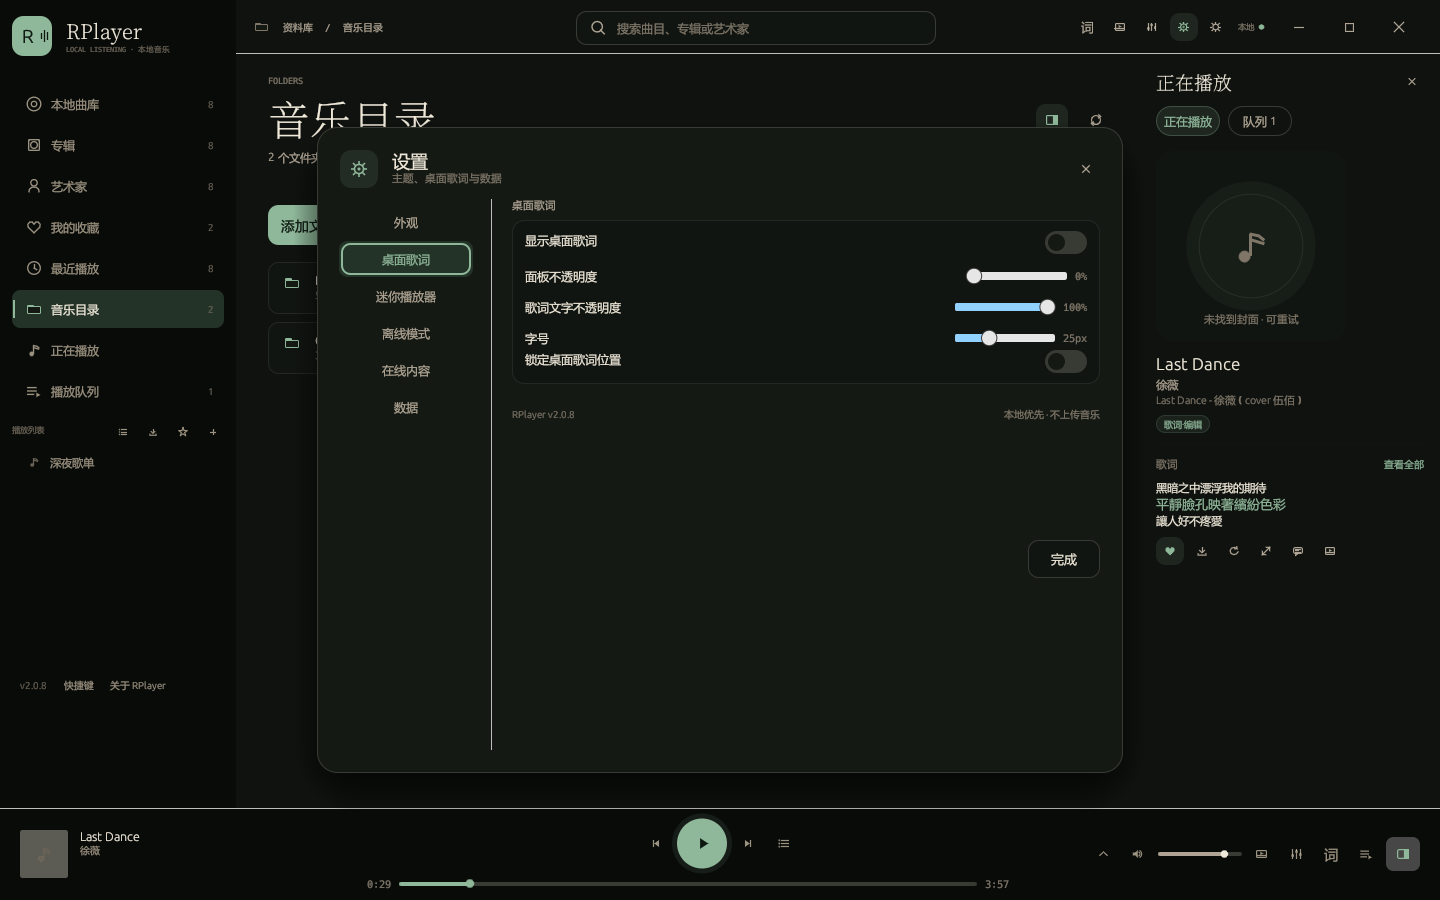 RPlayer
LOCAL LISTENING · 本地音乐
本地曲库 8
专辑 8
艺术家 8
我的收藏 2
最近播放 8
音乐目录 2
正在播放
播放队列 1
播放列表
深夜歌单
v2.0.8 快捷键 关于 RPlayer
资料库 / 音乐目录
搜索曲目、专辑或艺术家
词
本地
FOLDERS
音乐目录
2 个文件夹
添加文
设置
主题、桌面歌词与数据
外观
桌面歌词
迷你播放器
离线模式
在线内容
数据
桌面歌词
显示桌面歌词
面板不透明度 0%
歌词文字不透明度 100%
字号 25px
锁定桌面歌词位置
RPlayer v2.0.8 本地优先·不上传音乐
完成
正在播放
正在播放 队列 1
未找到封面·可重试
Last Dance
徐薇
Last Dance - 徐薇 ( cover 伍佰 )
歌词·编辑
歌词 查看全部
黑暗之中漂浮我的期待
平靜臉孔映著繽紛色彩
讓人好不疼愛
Last Dance
徐薇
0:29 3:57
词